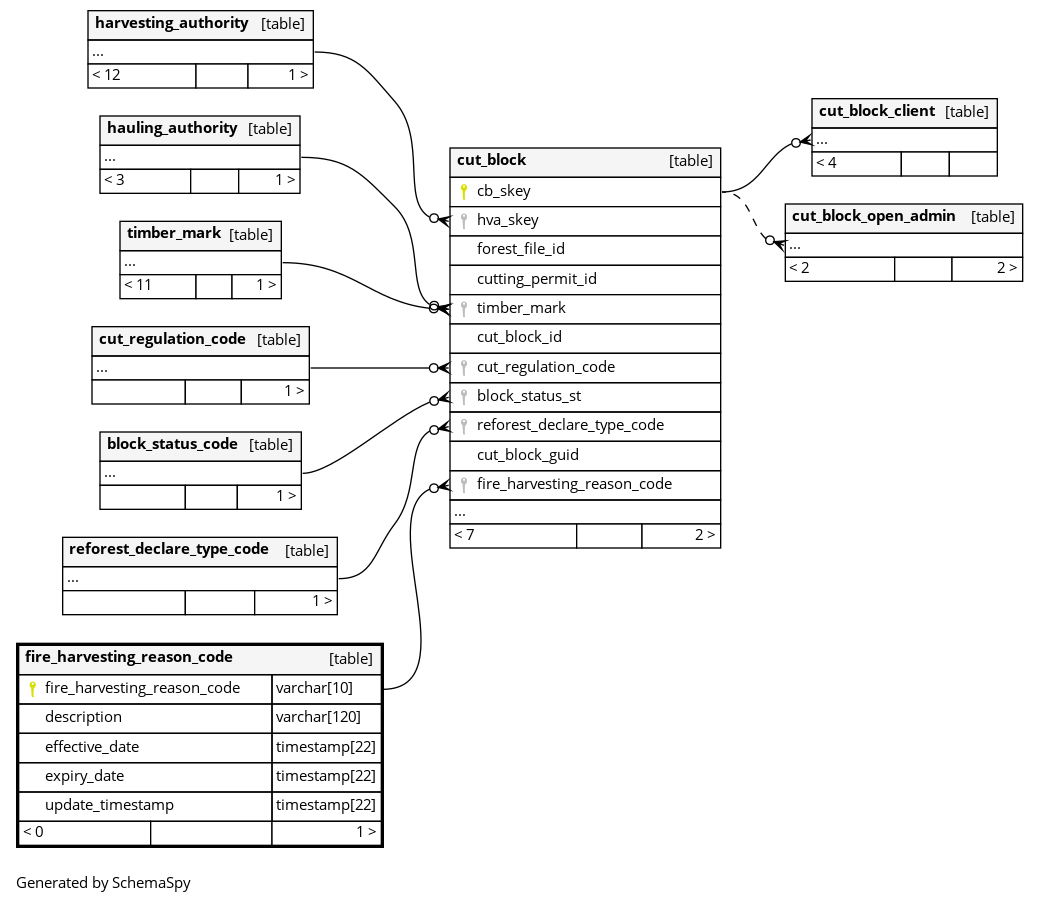 harvesting_authority [table]
...
< 12 1 >
hauling_authority [table]
...
< 3 1 >
timber_mark [table]
...
< 11 1 >
cut_regulation_code [table]
...
1 >
block_status_code [table]
...
1 >
reforest_declare_type_code [table]
...
1 >
fire_harvesting_reason_code [table]
fire_harvesting_reason_code varchar[10]
description varchar[120]
effective_date timestamp[22]
expiry_date timestamp[22]
update_timestamp timestamp[22]
< 0 1 >
cut_block [table]
cb_skey
hva_skey
forest_file_id
cutting_permit_id
timber_mark
cut_block_id
cut_regulation_code
block_status_st
reforest_declare_type_code
cut_block_guid
fire_harvesting_reason_code
...
< 7 2 >
cut_block_client [table]
...
< 4
cut_block_open_admin [table]
...
< 2 2 >
Generated by SchemaSpy